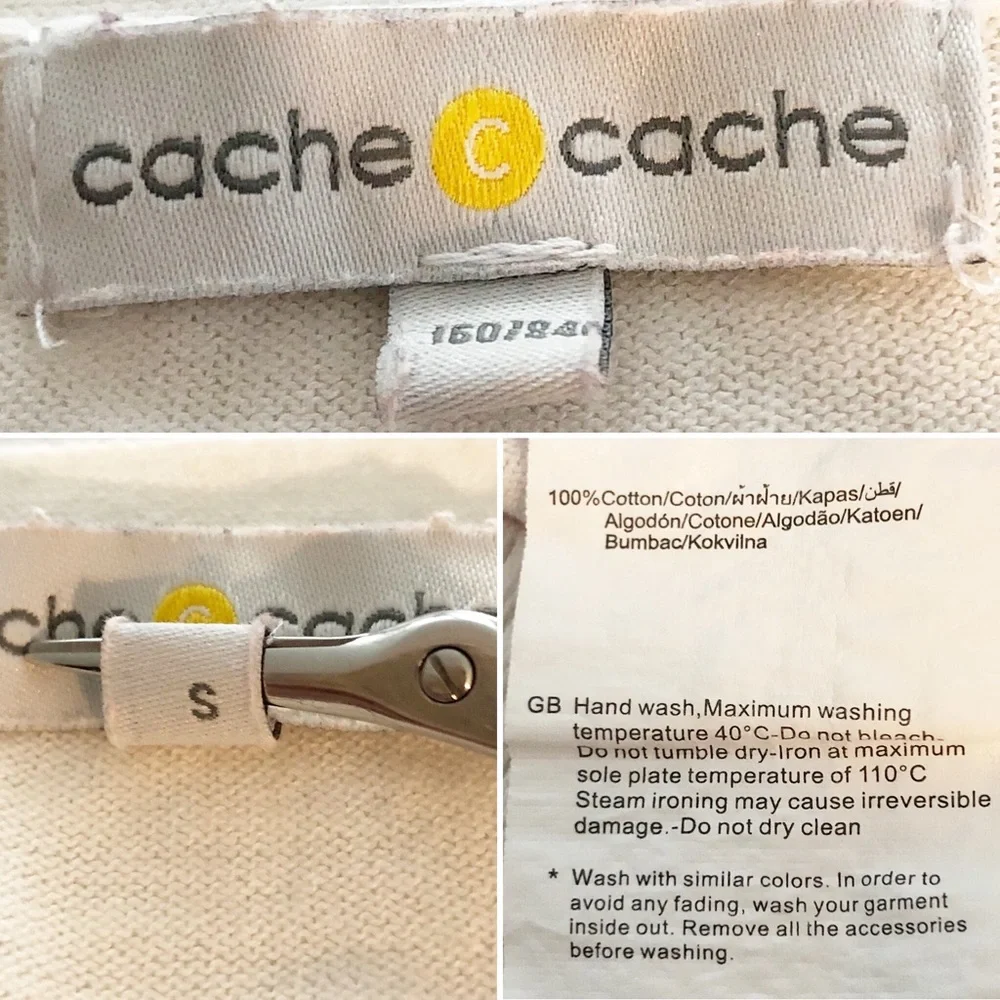 cache C cache
160/84
che C cach
S
100%Cotton/Coton/ผ้าฝ้าย/Kapas/قطن/
Algodón/Cotone/Algodão/Katoen/
Bumbac/Kokvilna
GB Hand wash,Maximum washing
temperature 40°C-Do not bleach-
Do not tumble dry-Iron at maximum
sole plate temperature of 110°C
Steam ironing may cause irreversible
damage.-Do not dry clean
* Wash with similar colors. In order to
avoid any fading, wash your garment
inside out. Remove all the accessories
before washing.